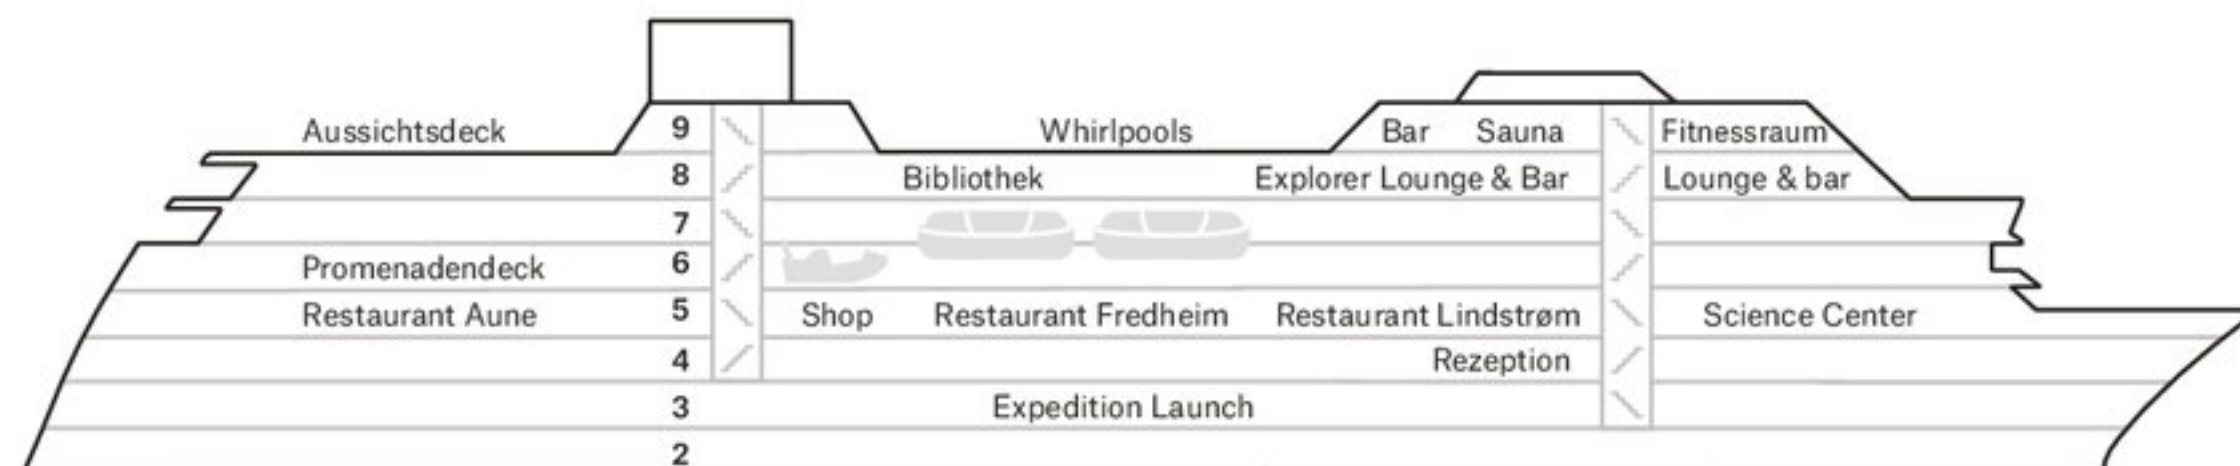 Aussichtsdeck 9 Whirlpools Bar Sauna Fitnessraum
8 Bibliothek Explorer Lounge & Bar Lounge & bar
7
Promenadendeck 6
Restaurant Aune 5 Shop Restaurant Fredheim Restaurant Lindstrøm Science Center
4 Rezeption
3 Expedition Launch
2